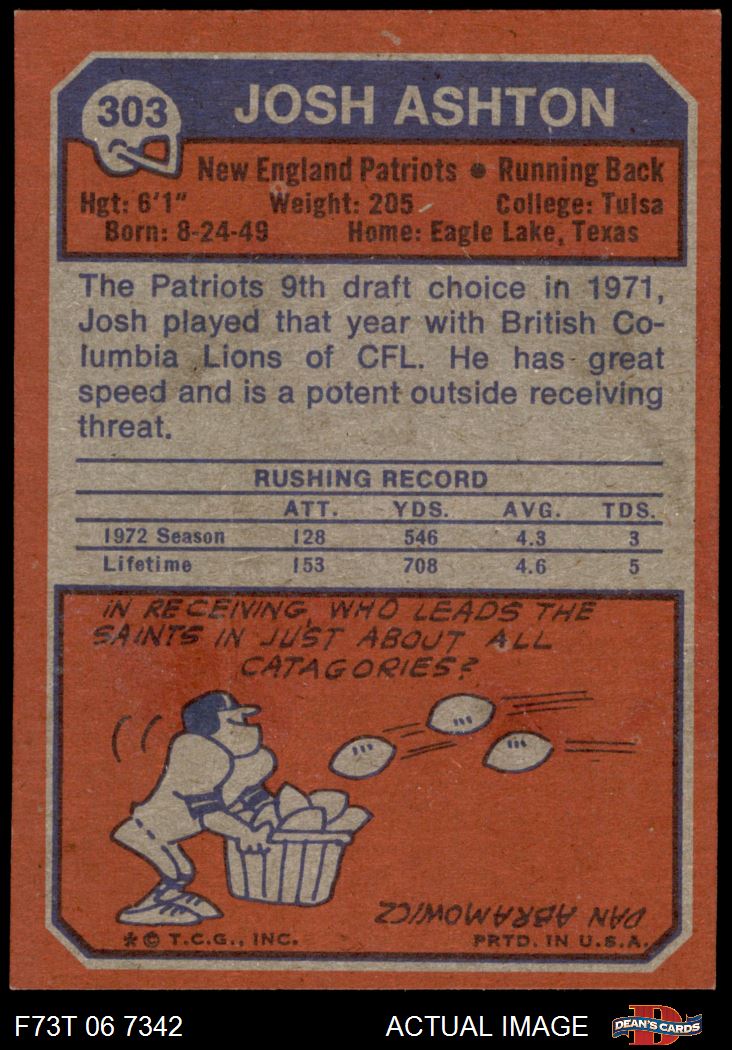 303
JOSH ASHTON
New England Patriots ● Running Back
Hgt: 6'1" Weight: 205 College: Tulsa
Born: 8-24-49 Home: Eagle Lake, Texas
The Patriots 9th draft choice in 1971,
Josh played that year with British Co-
lumbia Lions of CFL. He has great
speed and is a potent outside receiving
threat.
RUSHING RECORD
ATT. YDS. AVG. TDS.
1972 Season 128 546 4.3 3
Lifetime 153 708 4.6 5
IN RECEIVING, WHO LEADS THE
SAINTS IN JUST ABOUT ALL
CATAGORIES?
DAN ABRAMOWICZ
* © T.C.G., INC. PRTD. IN U.S.A.
F73T 06 7342 ACTUAL IMAGE DEAN'S CARDS